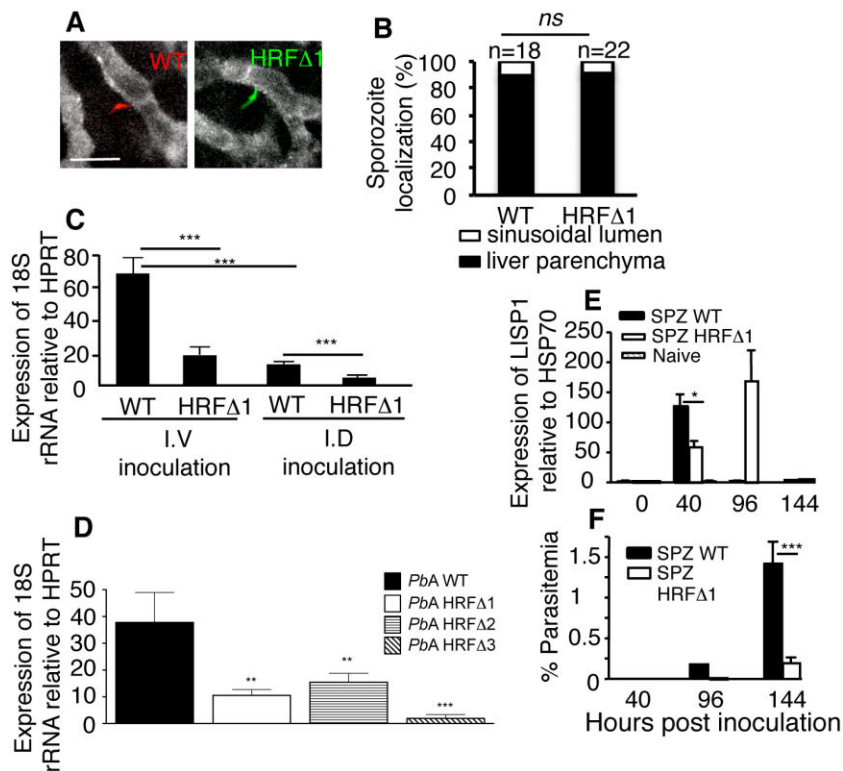 A
WT
HRFΔ1
B
ns
n=18 n=22
Sporozoite
localization (%)
100
80
60
40
20
0
WT HRFΔ1
sinusoidal lumen
liver parenchyma
C
Expression of 18S
rRNA relative to HPRT
80
60
40
20
0
***
***
***
WT HRFΔ1 WT HRFΔ1
I.V I.D
inoculation inoculation
D
Expression of 18S
rRNA relative to HPRT
50
40
30
20
10
0
**
**
***
PbA WT
PbA HRFΔ1
PbA HRFΔ2
PbA HRFΔ3
E
SPZ WT
SPZ HRFΔ1
Naive
Expression of LISP1
relative to HSP70
250
200
150
100
50
0
*
0 40 96 144
F
SPZ WT
SPZ
HRFΔ1
% Parasitemia
1.5
1
0.5
0
***
40 96 144
Hours post inoculation